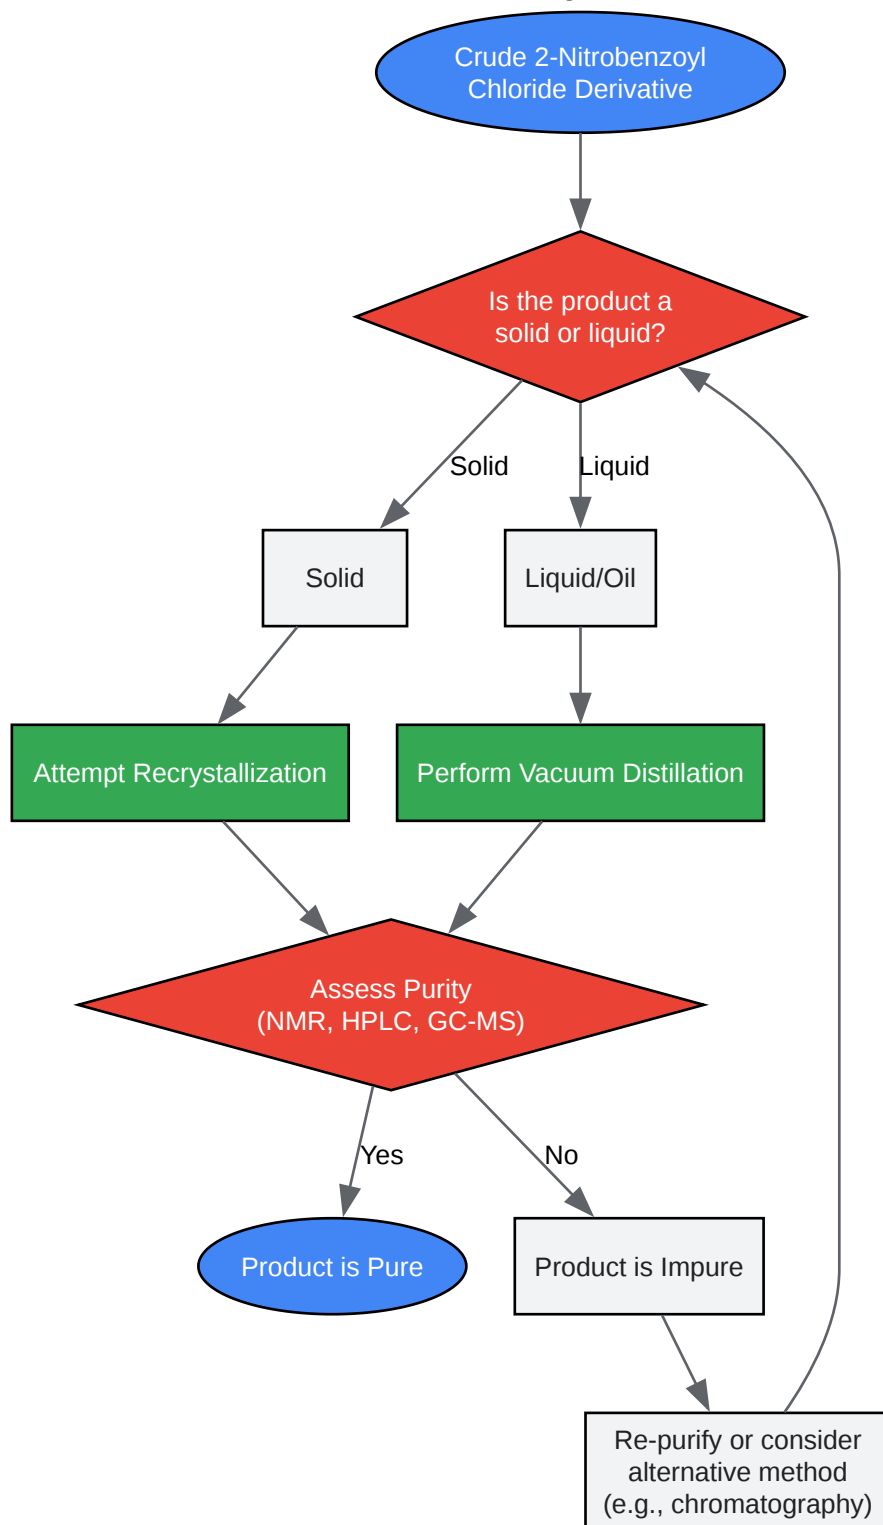 Crude 2-Nitrobenzoyl
Chloride Derivative
Is the product a
solid or liquid?
Solid
Liquid
Solid
Liquid/Oil
Attempt Recrystallization
Perform Vacuum Distillation
Assess Purity
(NMR, HPLC, GC-MS)
Yes
No
Product is Pure
Product is Impure
Re-purify or consider
alternative method
(e.g., chromatography)